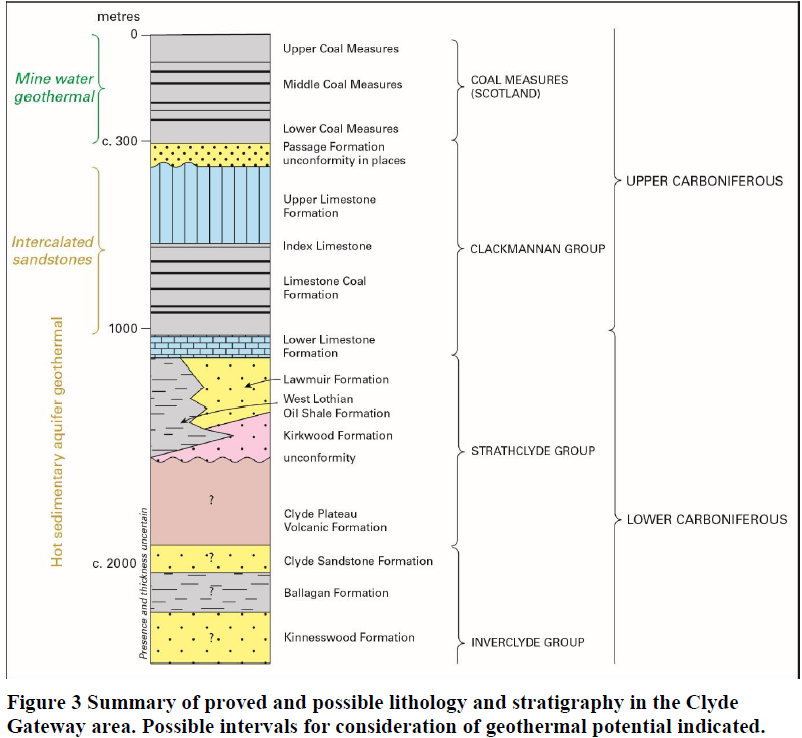 metres
0
Mine water
geothermal
c. 300
Intercalated
sandstones
1000
Hot sedimentary aquifer geothermal
c. 2000
Presence and thickness uncertain
Upper Coal Measures
Middle Coal Measures
Lower Coal Measures
Passage Formation
unconformity in places
Upper Limestone
Formation
Index Limestone
Limestone Coal
Formation
Lower Limestone
Formation
Lawmuir Formation
West Lothian
Oil Shale Formation
Kirkwood Formation
unconformity
?
Clyde Plateau
Volcanic Formation
?
Clyde Sandstone Formation
?
Ballagan Formation
?
Kinnesswood Formation
COAL MEASURES
(SCOTLAND)
CLACKMANNAN GROUP
STRATHCLYDE GROUP
INVERCLYDE GROUP
UPPER CARBONIFEROUS
LOWER CARBONIFEROUS
Figure 3 Summary of proved and possible lithology and stratigraphy in the Clyde
Gateway area. Possible intervals for consideration of geothermal potential indicated.